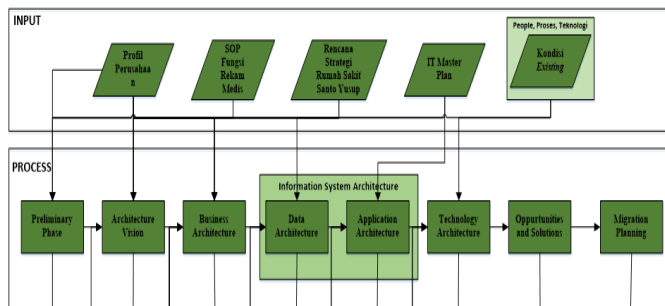 INPUT
People, Proses, Teknologi
Profil
Perusahaa
n
SOP
Fungsi
Rekam
Medis
Rencana
Strategi
Rumah Sakit
Santo Yusup
IT Master
Plan
Kondisi
Existing
PROCESS
Information System Architecture
Preliminary
Phase
Architecture
Vision
Business
Architecture
Data
Architecture
Application
Architecture
Technology
Architecture
Oppurtunities
and Solutions
Migration
Planning